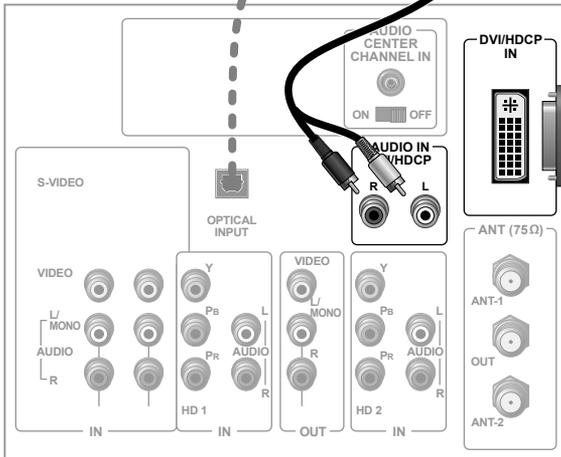 AUDIO
CENTER
CHANNEL IN
ON OFF
DVI/HDCP
IN
AUDIO IN
/HDCP
R L
S-VIDEO
OPTICAL
INPUT
ANT (75Ω)
ANT-1
OUT
ANT-2
VIDEO
L/
MONO
AUDIO
R
IN
Y
PB
PR
L
AUDIO
R
HD 1
IN
VIDEO
L/
MONO
R
OUT
Y
PB
PR
L
AUDIO
R
HD 2
IN